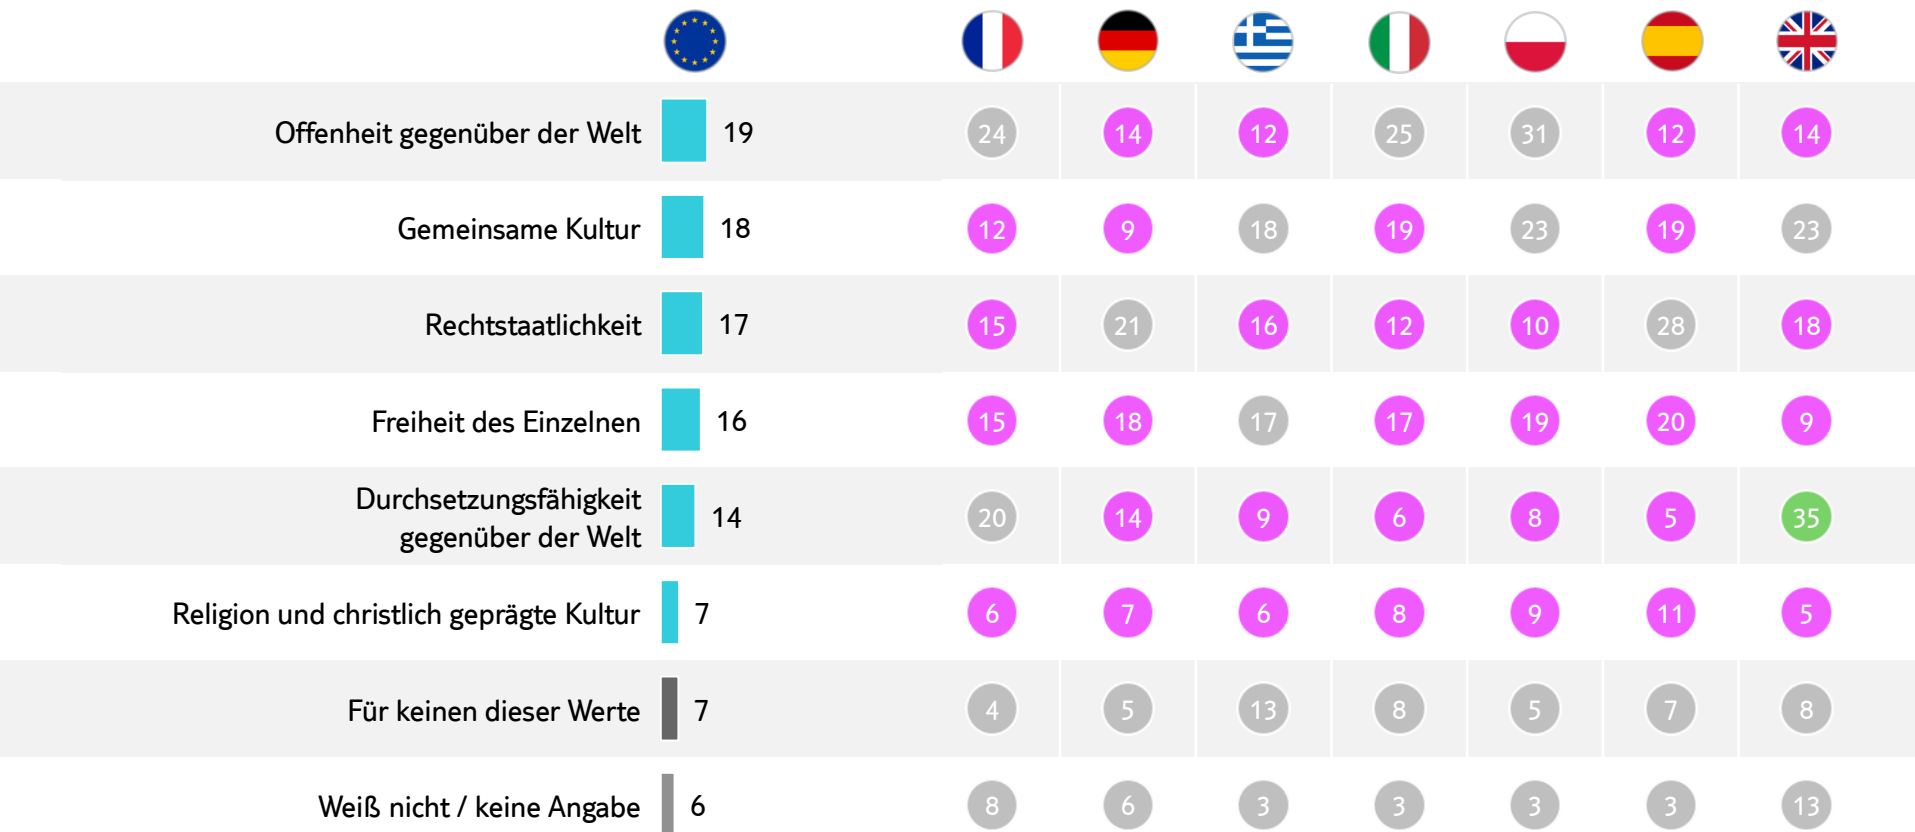 Offenheit gegenüber der Welt 19 24 14 12 25 31 12 14
Gemeinsame Kultur 18 12 9 18 19 23 19 23
Rechtstaatlichkeit 17 15 21 16 12 10 28 18
Freiheit des Einzelnen 16 15 18 17 17 19 20 9
Durchsetzungsfähigkeit
gegenüber der Welt 14 20 14 9 6 8 5 35
Religion und christlich geprägte Kultur 7 6 7 6 8 9 11 5
Für keinen dieser Werte 7 4 5 13 8 5 7 8
Weiß nicht / keine Angabe 6 8 6 3 3 3 3 13